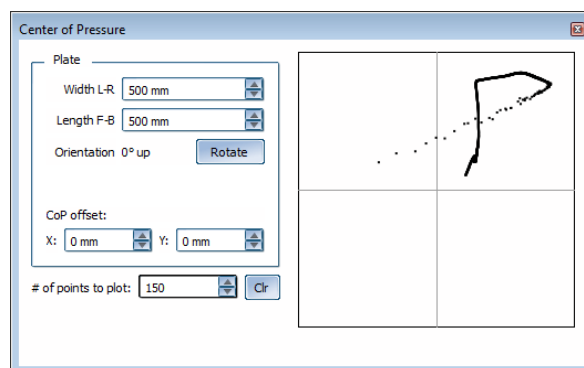 Center of Pressure
Plate
Width L-R 500 mm
Length F-B 500 mm
Orientation 0° up Rotate
CoP offset:
X: 0 mm Y: 0 mm
# of points to plot: 150 Clr